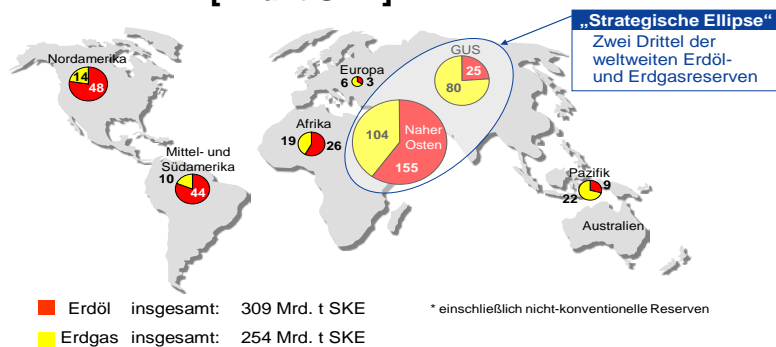 „Strategische Ellipse“
Zwei Drittel der
weltweiten Erdöl-
und Erdgasreserven
Nordamerika
14
48
Europa
6
3
GUS
25
80
Afrika
19
26
104
Naher
Osten
155
Mittel- und
Südamerika
10
44
Pazifik
9
22
Australien
Erdöl insgesamt: 309 Mrd. t SKE
* einschließlich nicht-konventionelle Reserven
Erdgas insgesamt: 254 Mrd. t SKE